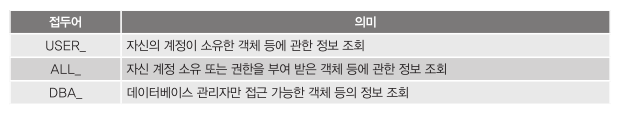 접두어 의미
USER_ 자신의 계정이 소유한 객체 등에 관한 정보 조회
ALL_ 자신 계정 소유 또는 권한을 부여 받은 객체 등에 관한 정보 조회
DBA_ 데이터베이스 관리자만 접근 가능한 객체 등의 정보 조회